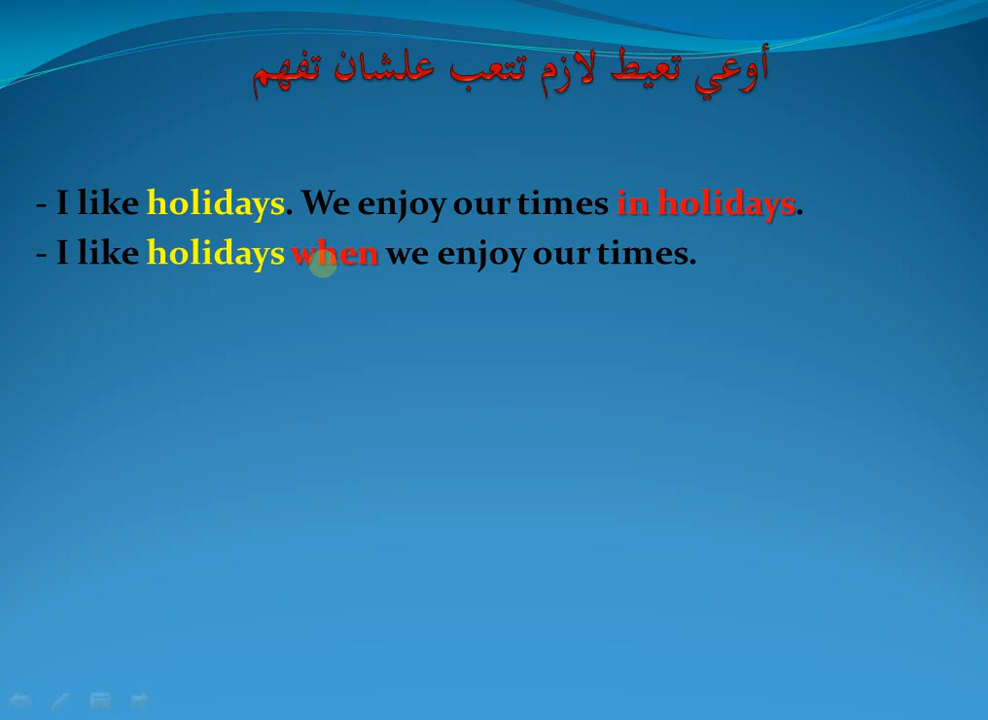 أوعي تعيط لازم تتعب علشان تفهم
- I like holidays. We enjoy our times in holidays.
- I like holidays when we enjoy our times.